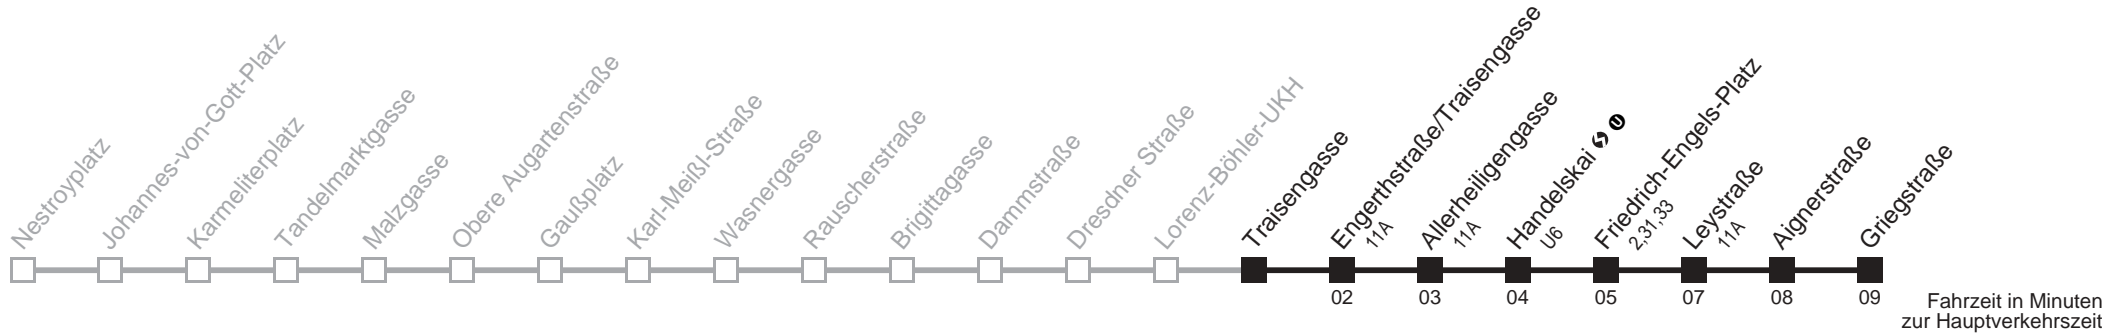 Nestroyplatz
Johannes-von-Gott-Platz
Karmeliterplatz
Tandelmarktgasse
Malzgasse
Obere Augartenstraße
Gaußplatz
Karl-Meißl-Straße
Wasnergasse
Rauscherstraße
Brigittagasse
Dammstraße
Dresdner Straße
Lorenz-Böhler-UKH
Traisengasse
Engerthstraße/Traisengasse
11A
Allerheiligengasse
11A
Handelskai U
U6
Friedrich-Engels-Platz
2,31,33
Leystraße
11A
Aignerstraße
Griegstraße
02 03 04 05 07 08 09
Fahrzeit in Minuten
zur Hauptverkehrszeit